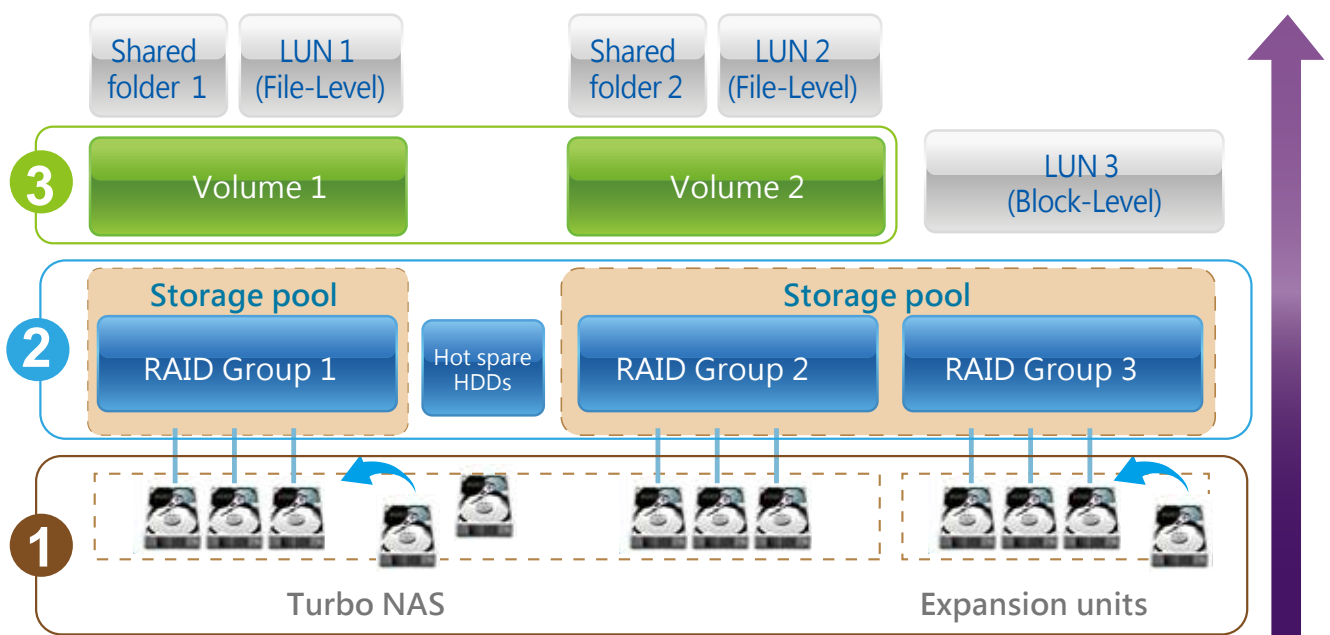 Shared
folder 1
LUN 1
(File-Level)
Shared
folder 2
LUN 2
(File-Level)
3
Volume 1
Volume 2
LUN 3
(Block-Level)
2
Storage pool
RAID Group 1
Hot spare
HDDs
Storage pool
RAID Group 2
RAID Group 3
1
Turbo NAS
Expansion units